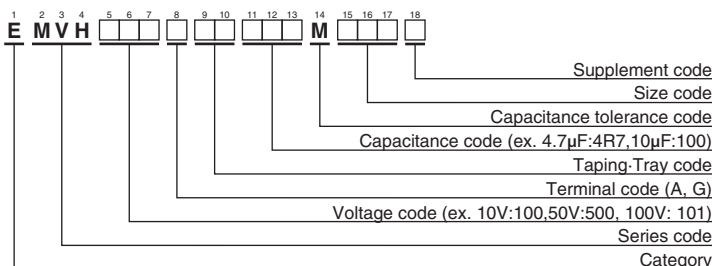 1 2 3 4 5 6 7 8 9 10 11 12 13 14 15 16 17 18
E M V H □□□ □ □□ □□□ M □□□ □
Supplement code
Size code
Capacitance tolerance code
Capacitance code (ex. 4.7µF:4R7,10µF:100)
Taping·Tray code
Terminal code (A, G)
Voltage code (ex. 10V:100,50V:500, 100V: 101)
Series code
Category